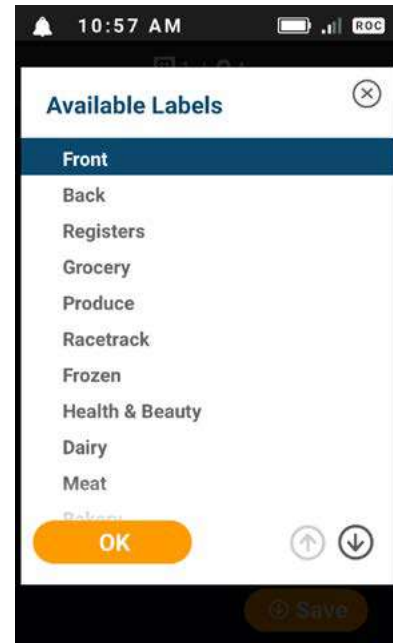 10:57 AM ROC
Available Labels
Front
Back
Registers
Grocery
Produce
Racetrack
Frozen
Health & Beauty
Dairy
Meat
Bakery
OK
Save